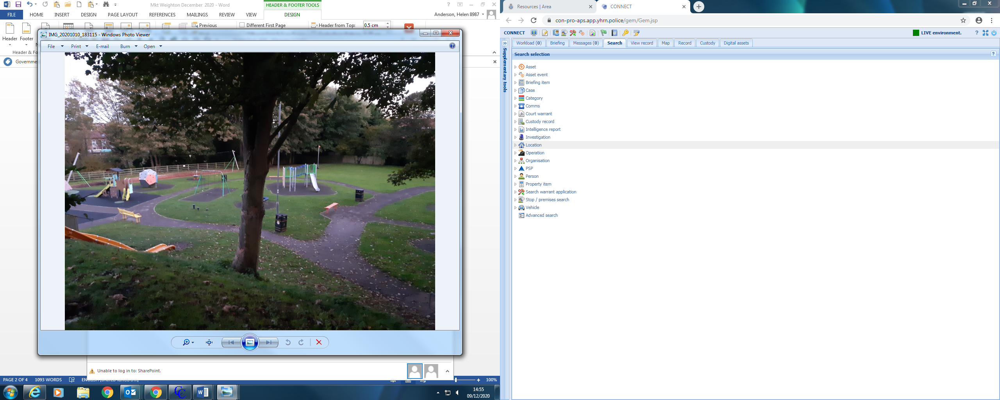 Mkt Weighton December 2020 - Word
HEADER & FOOTER TOOLS
FILE
HOME
INSERT
DESIGN
PAGE LAYOUT
REFERENCES
MAILINGS
REVIEW
VIEW
DESIGN
Anderson, Helen 8987
Header
Footer
Previous
Different First Page
Header from Top:
0.5 cm
Header & Fo
Governme
IMG_20201010_183115 - Windows Photo Viewer
File
Print
E-mail
Burn
Open
Unable to log in to: SharePoint.
PAGE 2 OF 4
1093 WORDS
ENGLISH (UNITED KINGDOM)
100%
14:55
09/12/2020
Resources | Area
CONNECT
con-pro-aps.app.yhrn.police/gem/Gem.jsp
CONNECT
LIVE environment.
Supplementary tools
Workload (0)
Briefing
Messages (0)
Search
View record
Map
Record
Custody
Digital assets
Search selection
Asset
Asset event
Briefing item
Case
Category
Comms
Court warrant
Custody record
Intelligence report
Investigation
Location
Operation
Organisation
PSP
Person
Property item
Search warrant application
Stop / premises search
Vehicle
Advanced search